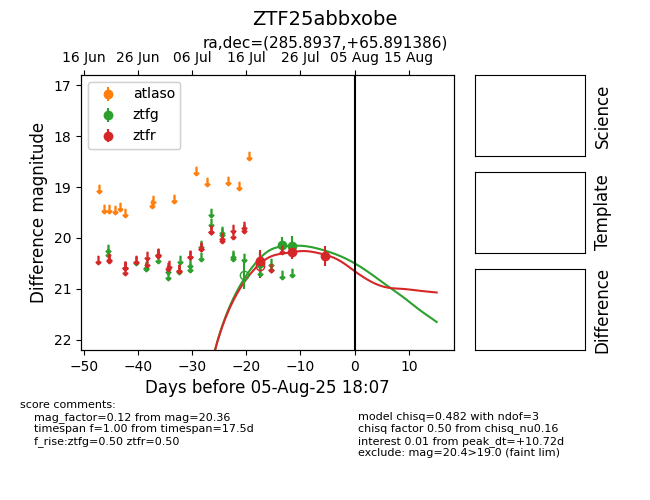 ZTF25abbxobe
ra,dec=(285.8937,+65.891386)
16 Jun 26 Jun 06 Jul 16 Jul 26 Jul 05 Aug 15 Aug
atlaso
ztfg
ztfr
17
18
19
20
21
22
Difference magnitude
−50 −40 −30 −20 −10 0 10
Days before 05-Aug-25 18:07
Science
Template
Difference
score comments:
mag_factor=0.12 from mag=20.36
timespan f=1.00 from timespan=17.5d
f_rise:ztfg=0.50 ztfr=0.50
model chisq=0.482 with ndof=3
chisq factor 0.50 from chisq_nu0.16
interest 0.01 from peak_dt=+10.72d
exclude: mag=20.4>19.0 (faint lim)